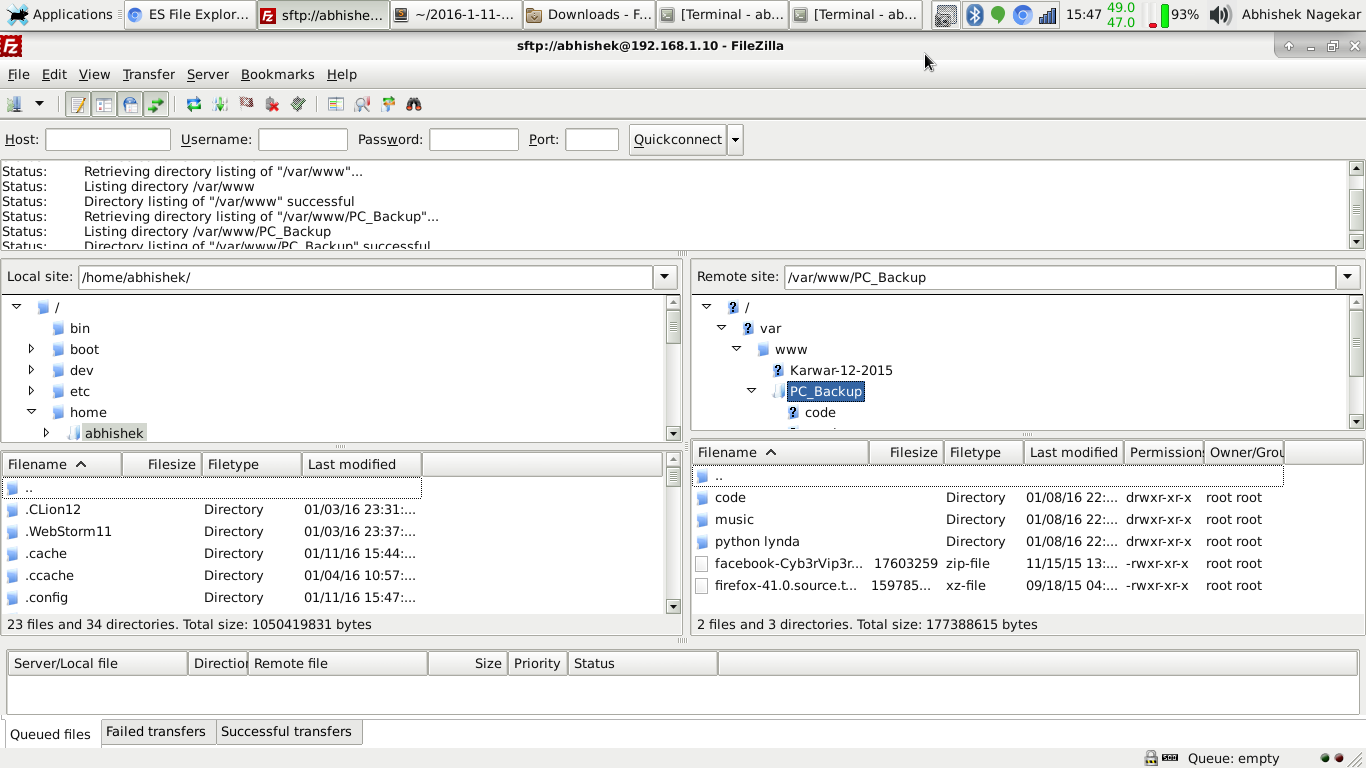 Applications ES File Explor... sftp://abhishe... ~/2016-1-11-... Downloads - F... [Terminal - ab... [Terminal - ab... 15:47 49.0 47.0 93% Abhishek Nagekar
sftp://abhishek@192.168.1.10 - FileZilla
File Edit View Transfer Server Bookmarks Help
Host: Username: Password: Port: Quickconnect
Status: Retrieving directory listing of "/var/www"...
Status: Listing directory /var/www
Status: Directory listing of "/var/www" successful
Status: Retrieving directory listing of "/var/www/PC_Backup"...
Status: Listing directory /var/www/PC_Backup
Status: Directory listing of "/var/www/PC_Backup" successful
Local site: /home/abhishek/
/
bin
boot
dev
etc
home
abhishek
Filename Filesize Filetype Last modified
..
.CLion12 Directory 01/03/16 23:31:...
.WebStorm11 Directory 01/03/16 23:37:...
.cache Directory 01/11/16 15:44:...
.ccache Directory 01/04/16 10:57:...
.config Directory 01/11/16 15:47:...
23 files and 34 directories. Total size: 1050419831 bytes
Remote site: /var/www/PC_Backup
/
var
www
Karwar-12-2015
PC_Backup
code
Filename Filesize Filetype Last modified Permission Owner/Grou
..
code Directory 01/08/16 22:... drwxr-xr-x root root
music Directory 01/08/16 22:... drwxr-xr-x root root
python lynda Directory 01/08/16 22:... drwxr-xr-x root root
facebook-Cyb3rVip3r... 17603259 zip-file 11/15/15 13:... -rwxr-xr-x root root
firefox-41.0.source.t... 159785... xz-file 09/18/15 04:... -rwxr-xr-x root root
2 files and 3 directories. Total size: 177388615 bytes
Server/Local file Direction Remote file Size Priority Status
Queued files Failed transfers Successful transfers
Queue: empty